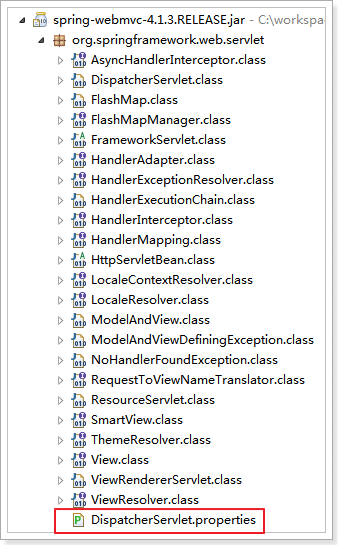 spring-webmvc-4.1.3.RELEASE.jar - C:\workspa
org.springframework.web.servlet
AsyncHandlerInterceptor.class
DispatcherServlet.class
FlashMap.class
FlashMapManager.class
FrameworkServlet.class
HandlerAdapter.class
HandlerExceptionResolver.class
HandlerExecutionChain.class
HandlerInterceptor.class
HandlerMapping.class
HttpServletBean.class
LocaleContextResolver.class
LocaleResolver.class
ModelAndView.class
ModelAndViewDefiningException.class
NoHandlerFoundException.class
RequestToViewNameTranslator.class
ResourceServlet.class
SmartView.class
ThemeResolver.class
View.class
ViewRendererServlet.class
ViewResolver.class
DispatcherServlet.properties